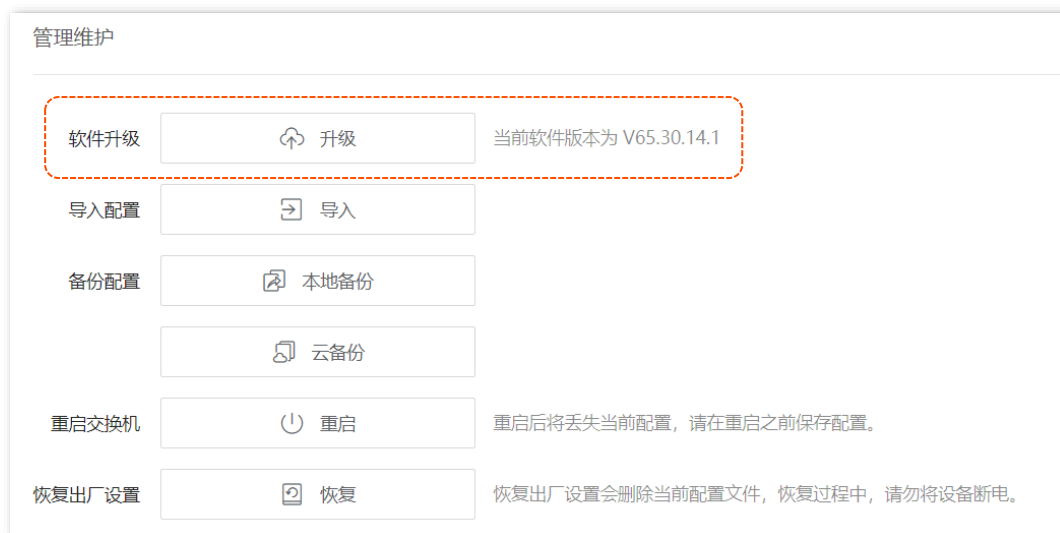 管理维护
软件升级 升级 当前软件版本为 V65.30.14.1
导入配置 导入
备份配置 本地备份
云备份
重启交换机 重启 重启后将丢失当前配置，请在重启之前保存配置。
恢复出厂设置 恢复 恢复出厂设置会删除当前配置文件，恢复过程中，请勿将设备断电。